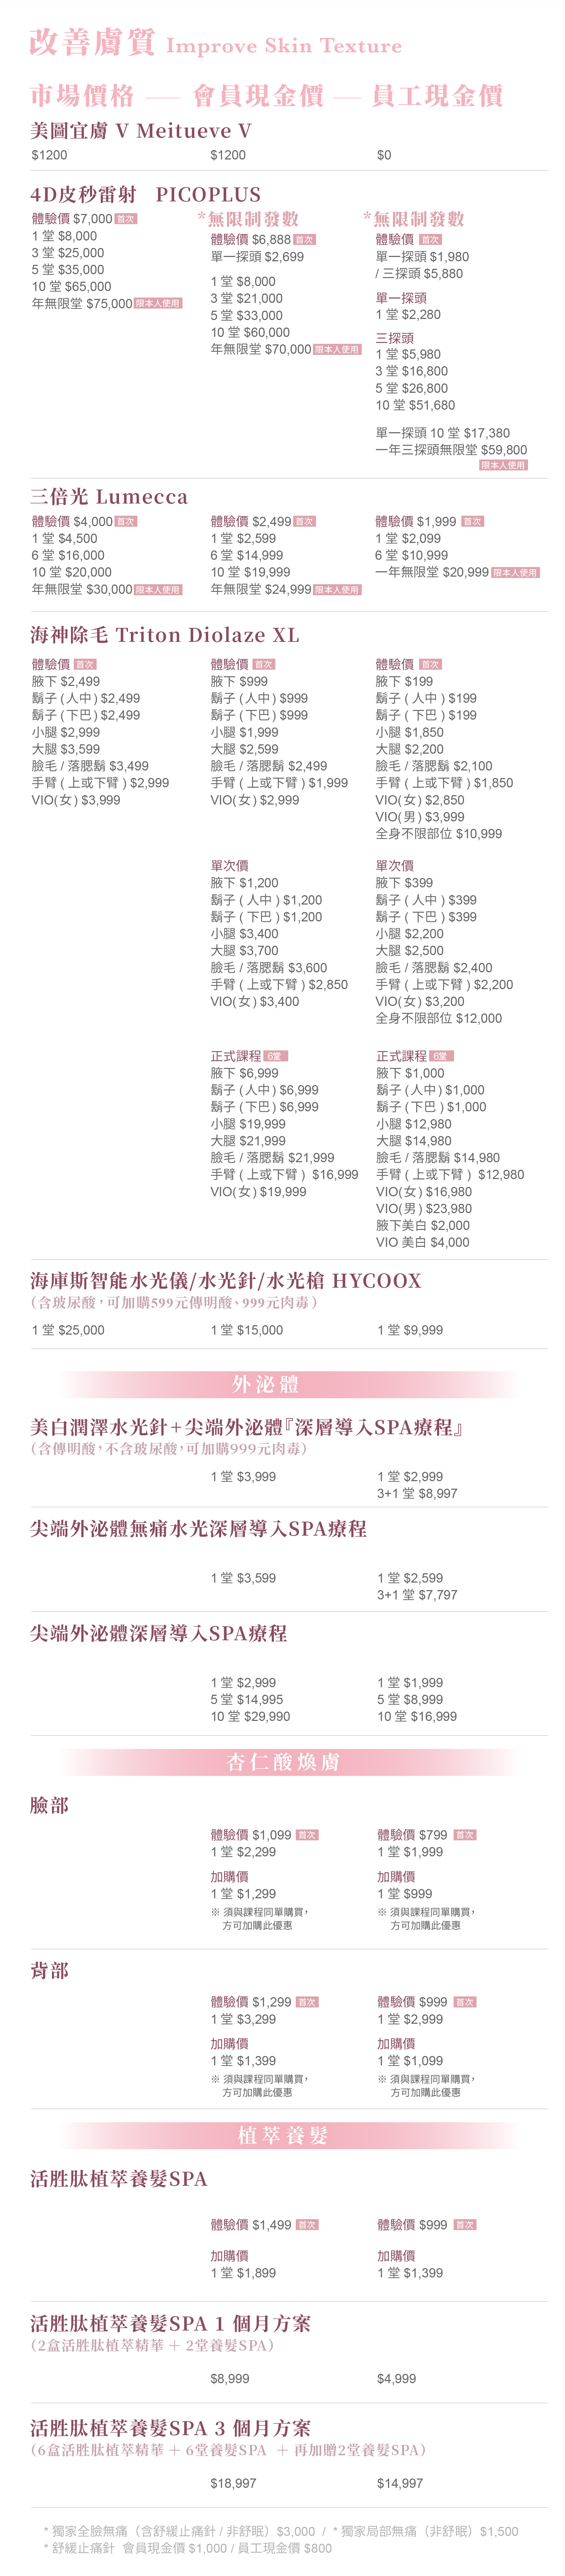 改善膚質 Improve Skin Texture
市場價格 — 會員現金價 — 員工現金價
美圖宜膚 V Meitueve V
$1200 $1200 $0
4D皮秒雷射 PICOPLUS
體驗價 $7,000 首次
1 堂 $8,000
3 堂 $25,000
5 堂 $35,000
10 堂 $65,000
年無限堂 $75,000 限本人使用
*無限制發數
體驗價 $6,888 首次
單一探頭 $2,699
1 堂 $8,000
3 堂 $21,000
5 堂 $33,000
10 堂 $60,000
年無限堂 $70,000 限本人使用
*無限制發數
體驗價 首次
單一探頭 $1,980
/ 三探頭 $5,880
單一探頭
1 堂 $2,280
三探頭
1 堂 $5,980
3 堂 $16,800
5 堂 $26,800
10 堂 $51,680
單一探頭 10 堂 $17,380
一年三探頭無限堂 $59,800
限本人使用
三倍光 Lumecca
體驗價 $4,000 首次
1 堂 $4,500
6 堂 $16,000
10 堂 $20,000
年無限堂 $30,000 限本人使用
體驗價 $2,499 首次
1 堂 $2,599
6 堂 $14,999
10 堂 $19,999
年無限堂 $24,999 限本人使用
體驗價 $1,999 首次
1 堂 $2,099
6 堂 $10,999
一年無限堂 $20,999 限本人使用
海神除毛 Triton Diolaze XL
體驗價 首次
腋下 $2,499
鬍子 (人中) $2,499
鬍子 (下巴) $2,499
小腿 $2,999
大腿 $3,599
臉毛 / 落腮鬍 $3,499
手臂 ( 上或下臂 ) $2,999
VIO(女) $3,999
體驗價 首次
腋下 $999
鬍子 (人中) $999
鬍子 (下巴) $999
小腿 $1,999
大腿 $2,599
臉毛 / 落腮鬍 $2,499
手臂 ( 上或下臂 ) $1,999
VIO(女) $2,999
體驗價 首次
腋下 $199
鬍子 ( 人中 ) $199
鬍子 ( 下巴 ) $199
小腿 $1,850
大腿 $2,200
臉毛 / 落腮鬍 $2,100
手臂 ( 上或下臂 ) $1,850
VIO(女) $2,850
VIO(男) $3,999
全身不限部位 $10,999
單次價
腋下 $1,200
鬍子 ( 人中 ) $1,200
鬍子 ( 下巴 ) $1,200
小腿 $3,400
大腿 $3,700
臉毛 / 落腮鬍 $3,600
手臂 ( 上或下臂 ) $2,850
VIO(女) $3,400
單次價
腋下 $399
鬍子 ( 人中 ) $399
鬍子 ( 下巴 ) $399
小腿 $2,200
大腿 $2,500
臉毛 / 落腮鬍 $2,400
手臂 ( 上或下臂 ) $2,200
VIO(女) $3,200
全身不限部位 $12,000
正式課程 6堂
腋下 $6,999
鬍子 (人中) $6,999
鬍子 (下巴) $6,999
小腿 $19,999
大腿 $21,999
臉毛 / 落腮鬍 $21,999
手臂 ( 上或下臂 ) $16,999
VIO(女) $19,999
正式課程 6堂
腋下 $1,000
鬍子 (人中) $1,000
鬍子 (下巴 ) $1,000
小腿 $12,980
大腿 $14,980
臉毛 / 落腮鬍 $14,980
手臂 ( 上或下臂 ) $12,980
VIO(女) $16,980
VIO(男) $23,980
腋下美白 $2,000
VIO 美白 $4,000
海庫斯智能水光儀/水光針/水光槍 HYCOOX
（含玻尿酸，可加購599元傳明酸、999元肉毒）
1 堂 $25,000 1 堂 $15,000 1 堂 $9,999
外泌體
美白潤澤水光針+尖端外泌體『深層導入SPA療程』
（含傳明酸，不含玻尿酸，可加購999元肉毒）
1 堂 $3,999 1 堂 $2,999
3+1 堂 $8,997
尖端外泌體無痛水光深層導入SPA療程
1 堂 $3,599 1 堂 $2,599
3+1 堂 $7,797
尖端外泌體深層導入SPA療程
1 堂 $2,999 1 堂 $1,999
5 堂 $14,995 5 堂 $8,999
10 堂 $29,990 10 堂 $16,999
杏仁酸煥膚
臉部
體驗價 $1,099 首次 體驗價 $799 首次
1 堂 $2,299 1 堂 $1,999
加購價 加購價
1 堂 $1,299 1 堂 $999
※ 須與課程同單購買， ※ 須與課程同單購買，
方可加購此優惠 方可加購此優惠
背部
體驗價 $1,299 首次 體驗價 $999 首次
1 堂 $3,299 1 堂 $2,999
加購價 加購價
1 堂 $1,399 1 堂 $1,099
※ 須與課程同單購買， ※ 須與課程同單購買，
方可加購此優惠 方可加購此優惠
植萃養髮
活胜肽植萃養髮SPA
體驗價 $1,499 首次 體驗價 $999 首次
加購價 加購價
1 堂 $1,899 1 堂 $1,399
活胜肽植萃養髮SPA 1 個月方案
（2盒活胜肽植萃精華 ＋ 2堂養髮SPA）
$8,999 $4,999
活胜肽植萃養髮SPA 3 個月方案
（6盒活胜肽植萃精華 ＋ 6堂養髮SPA ＋ 再加贈2堂養髮SPA）
$18,997 $14,997
* 獨家全臉無痛（含舒緩止痛針 / 非舒眠）$3,000 / * 獨家局部無痛（非舒眠）$1,500
* 舒緩止痛針 會員現金價 $1,000 / 員工現金價 $800